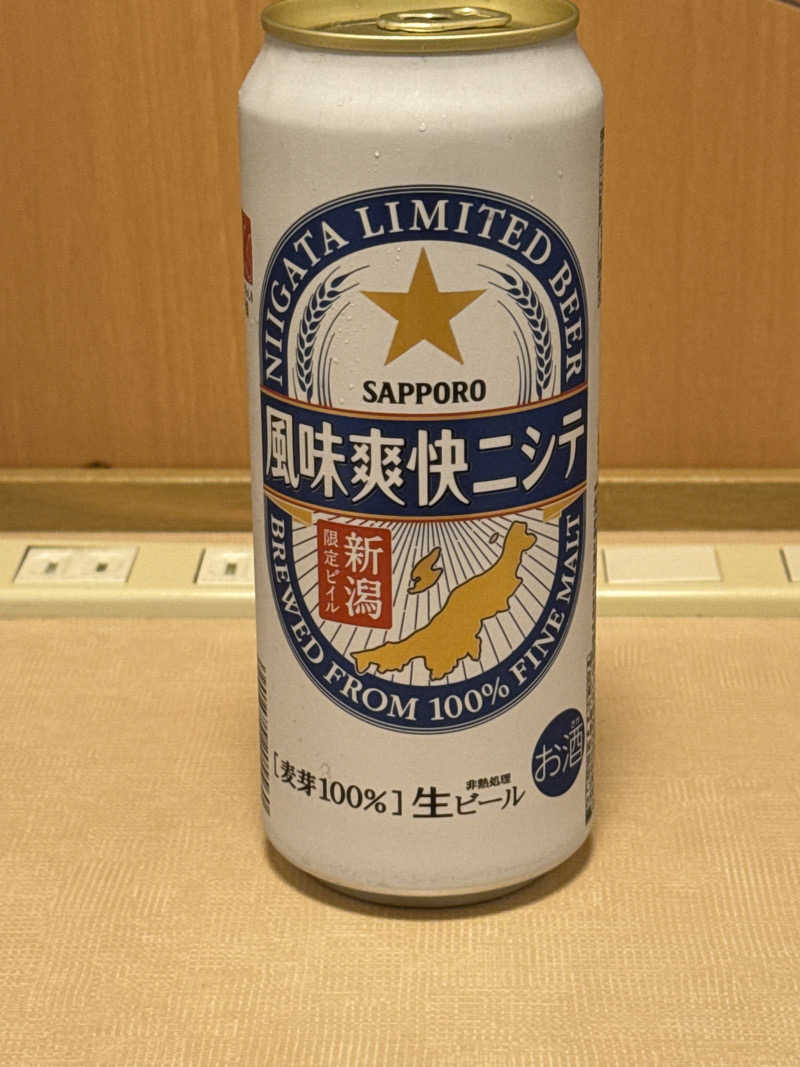 NIIGATA LIMITED BEER
SAPPORO
風味爽快ニシテ
新潟
限定ビイル
BREWED FROM 100% FINE MALT
お酒
[麦芽100%]
非熱処理
生ビール